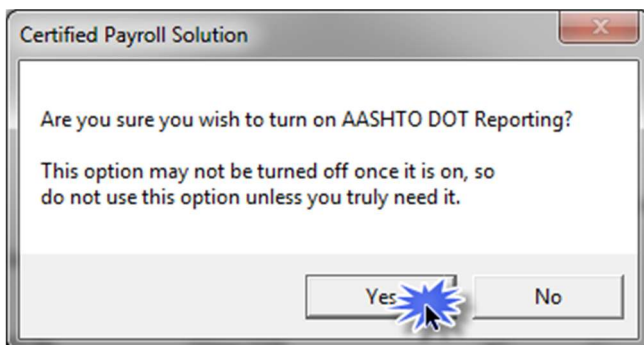 Certified Payroll Solution
Are you sure you wish to turn on AASHTO DOT Reporting?
This option may not be turned off once it is on, so
do not use this option unless you truly need it.
Yes
No